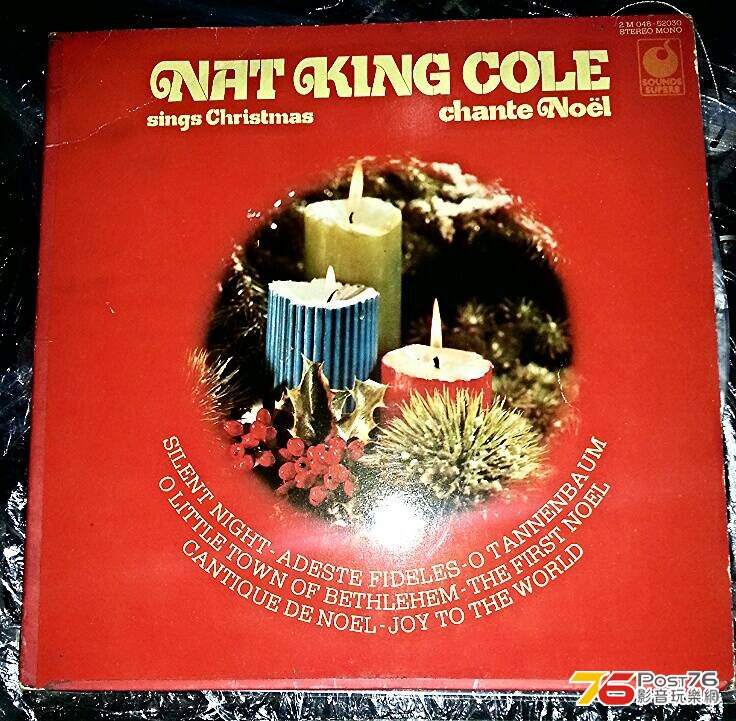 2 M 046-52030
STEREO MONO
NAT KING COLE
sings Christmas
chante Noël
SOUNDS
SUPERB
SILENT NIGHT-ADESTE FIDELES-O TANNENBAUM
O LITTLE TOWN OF BETHLEHEM-THE FIRST NOEL
CANTIQUE DE NOEL-JOY TO THE WORLD
76 Post76
影音玩樂網